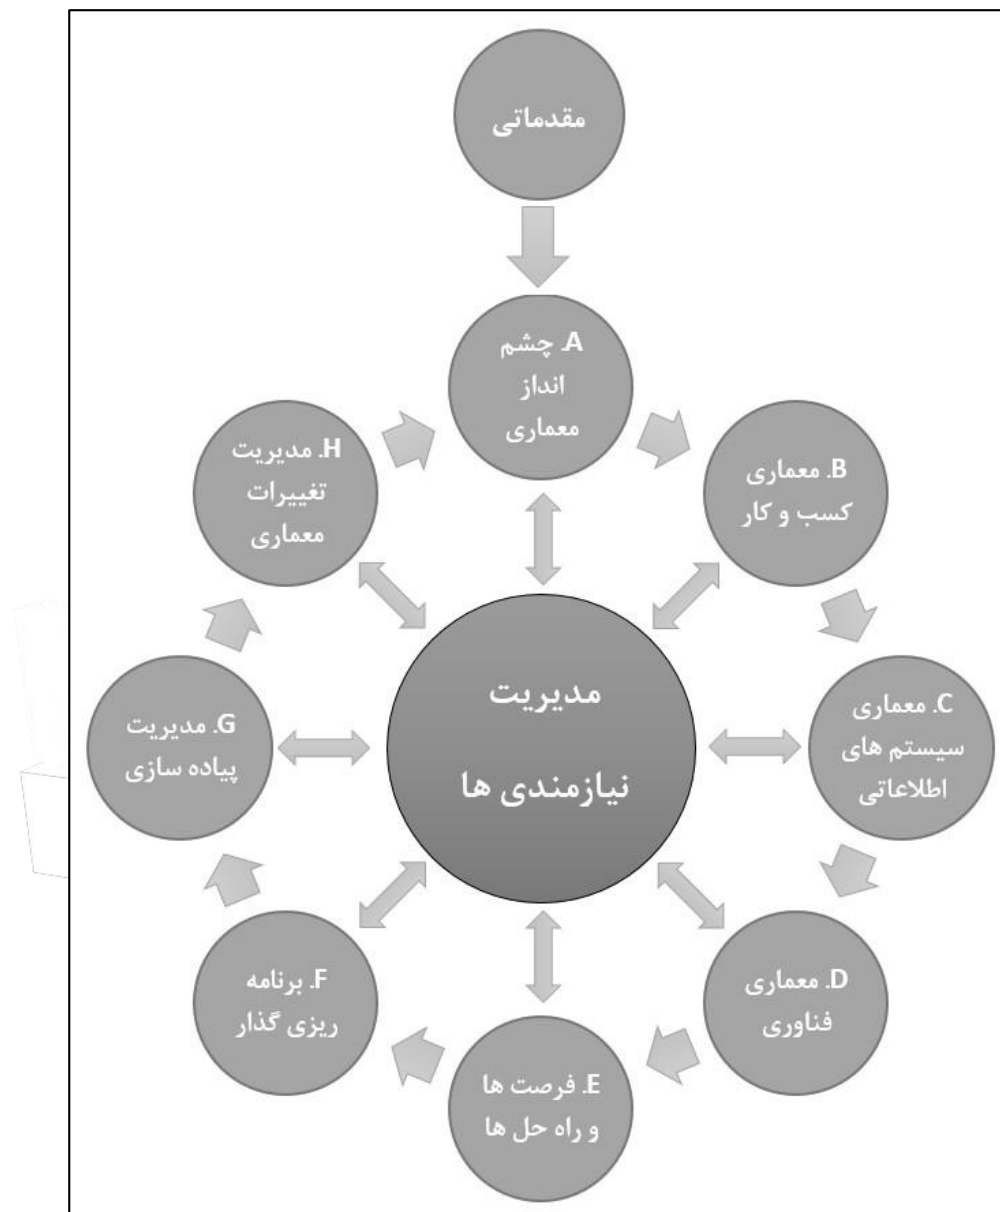 مقدماتی
A. چشم
انداز
معماری
B. معماری
کسب و کار
C. معماری
سیستم های
اطلاعاتی
D. معماری
فناوری
E. فرصت ها
و راه حل ها
F. برنامه
ریزی گذار
G. مدیریت
پیاده سازی
H. مدیریت
تغییرات
معماری
مدیریت
نیازمندی ها